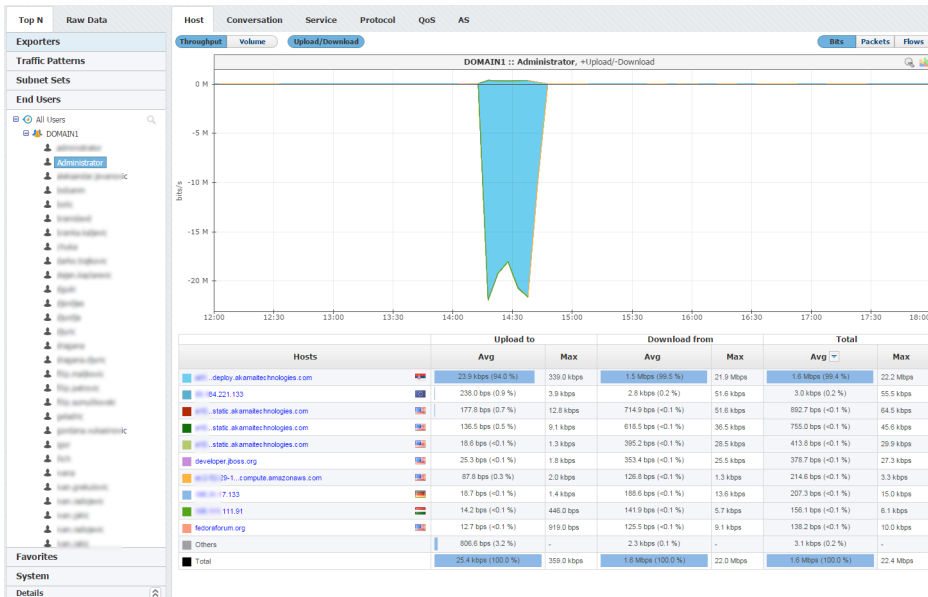 Top N Raw Data
Host Conversation Service Protocol QoS AS
Exporters
Traffic Patterns
Subnet Sets
End Users
All Users
DOMAIN1
Administrator
Favorites
System
Details
Throughput Volume Upload/Download Bits Packets Flows
DOMAIN1 :: Administrator, +Upload/-Download
bits/s
0 M
-5 M
-10 M
-15 M
-20 M
12:00 12:30 13:00 13:30 14:00 14:30 15:00 15:30 16:00 16:30 17:00 17:30 18:00
Upload to Download from Total
Hosts Avg Max Avg Max Avg Max
..deploy.akamaitechnologies.com 23.9 kbps (94.0 %) 339.0 kbps 1.5 Mbps (99.5 %) 21.9 Mbps 1.6 Mbps (99.4 %) 22.2 Mbps
84.221.133 238.0 bps (0.9 %) 3.9 kbps 2.8 kbps (0.2 %) 51.6 kbps 3.0 kbps (0.2 %) 55.5 kbps
..static.akamaitechnologies.com 177.8 bps (0.7 %) 12.8 kbps 714.9 bps (<0.1 %) 51.6 kbps 892.7 bps (<0.1 %) 64.5 kbps
..static.akamaitechnologies.com 136.5 bps (0.5 %) 9.1 kbps 618.5 bps (<0.1 %) 36.5 kbps 755.0 bps (<0.1 %) 45.6 kbps
..static.akamaitechnologies.com 18.6 bps (<0.1 %) 1.3 kbps 395.2 bps (<0.1 %) 28.5 kbps 413.8 bps (<0.1 %) 29.9 kbps
developer.jboss.org 25.3 bps (<0.1 %) 1.8 kbps 353.4 bps (<0.1 %) 25.5 kbps 378.7 bps (<0.1 %) 27.3 kbps
29-1...compute.amazonaws.com 87.8 bps (0.3 %) 2.0 kbps 126.8 bps (<0.1 %) 1.3 kbps 214.6 bps (<0.1 %) 3.3 kbps
7.133 18.7 bps (<0.1 %) 1.4 kbps 188.6 bps (<0.1 %) 13.6 kbps 207.3 bps (<0.1 %) 15.0 kbps
111.91 14.2 bps (<0.1 %) 446.0 bps 141.9 bps (<0.1 %) 5.7 kbps 156.1 bps (<0.1 %) 6.1 kbps
fedoraforum.org 12.7 bps (<0.1 %) 919.0 bps 125.5 bps (<0.1 %) 9.1 kbps 138.2 bps (<0.1 %) 10.0 kbps
Others 806.6 bps (3.2 %) - 2.3 kbps (0.1 %) - 3.1 kbps (0.2 %) -
Total 25.4 kbps (100.0 %) 359.0 kbps 1.6 Mbps (100.0 %) 22.0 Mbps 1.6 Mbps (100.0 %) 22.4 Mbps